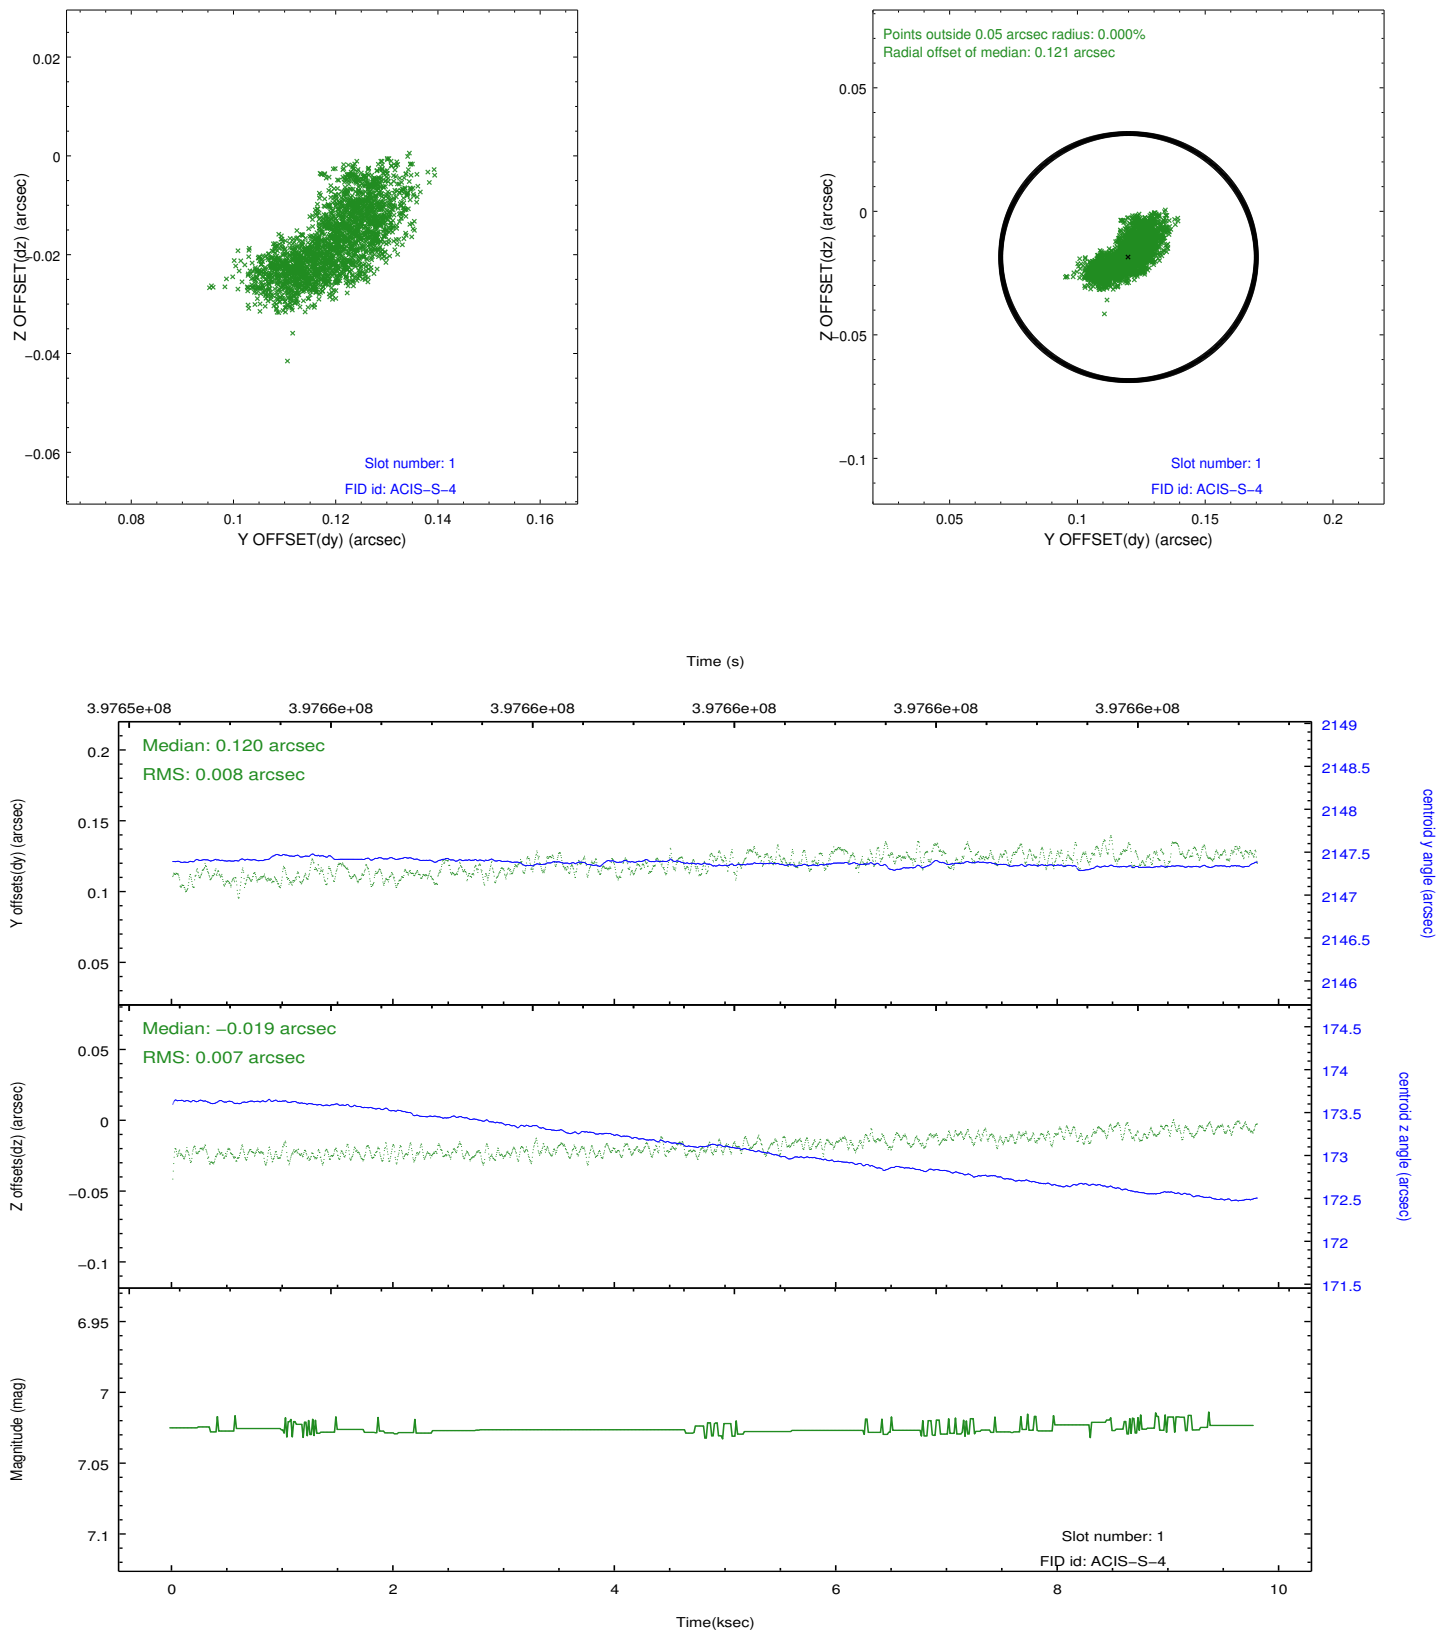 0.02
0
−0.02
−0.04
−0.06
Z OFFSET(dz) (arcsec)
0.08 0.1 0.12 0.14 0.16
Y OFFSET(dy) (arcsec)
Slot number: 1
FID id: ACIS−S−4
Points outside 0.05 arcsec radius: 0.000%
Radial offset of median: 0.121 arcsec
0.05
0
−0.05
−0.1
Z OFFSET(dz) (arcsec)
Slot number: 1
FID id: ACIS−S−4
0.05 0.1 0.15 0.2
Y OFFSET(dy) (arcsec)
Time (s)
3.9765e+08 3.9766e+08 3.9766e+08 3.9766e+08 3.9766e+08 3.9766e+08
Median: 0.120 arcsec
RMS: 0.008 arcsec
0.2
0.15
0.1
0.05
Y offsets(dy) (arcsec)
2149
2148.5
2148
2147.5
2147
2146.5
2146
centroid y angle (arcsec)
Median: −0.019 arcsec
RMS: 0.007 arcsec
0.05
0
−0.05
−0.1
Z offsets(dz) (arcsec)
174.5
174
173.5
173
172.5
172
171.5
centroid z angle (arcsec)
6.95
7
7.05
7.1
Magnitude (mag)
Slot number: 1
FID id: ACIS−S−4
0 2 4 6 8 10
Time(ksec)